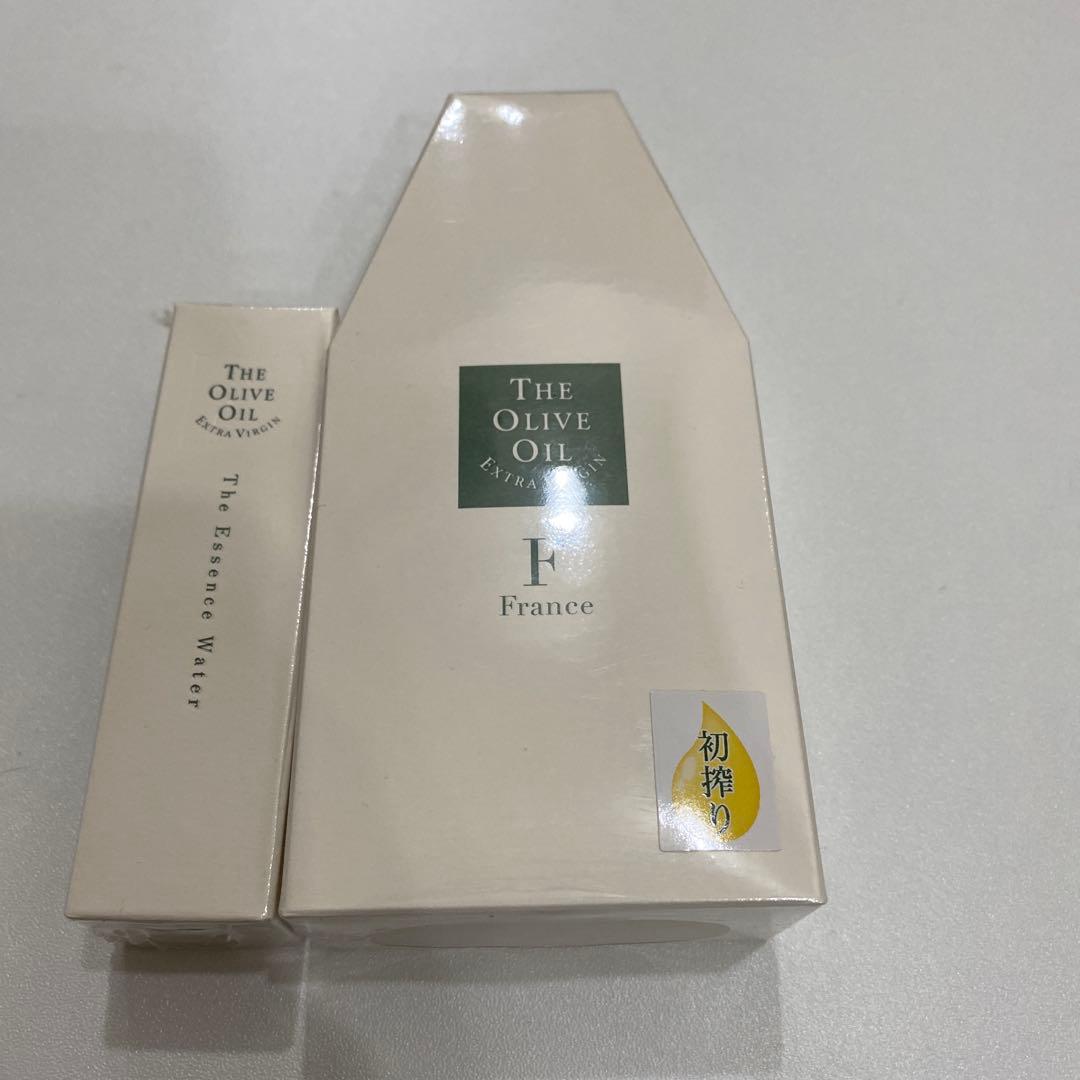 THE
OLIVE
OIL
EXTRA VIRGIN
The Essence Water
THE
OLIVE
OIL
EXTRA VIRGIN
F
France
初搾り